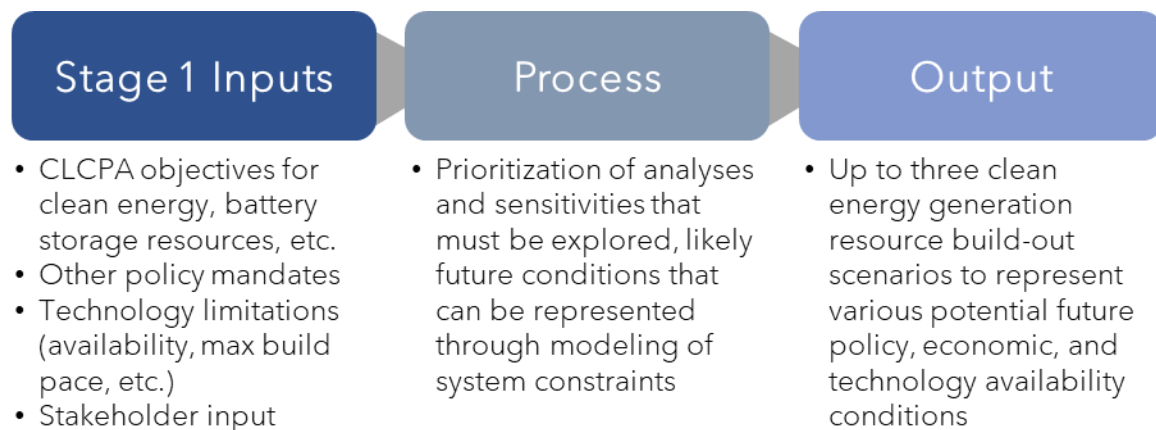 Stage 1 Inputs
• CLCPA objectives for
clean energy, battery
storage resources, etc.
• Other policy mandates
• Technology limitations
(availability, max build
pace, etc.)
• Stakeholder input
Process
• Prioritization of analyses
and sensitivities that
must be explored, likely
future conditions that
can be represented
through modeling of
system constraints
Output
• Up to three clean
energy generation
resource build-out
scenarios to represent
various potential future
policy, economic, and
technology availability
conditions